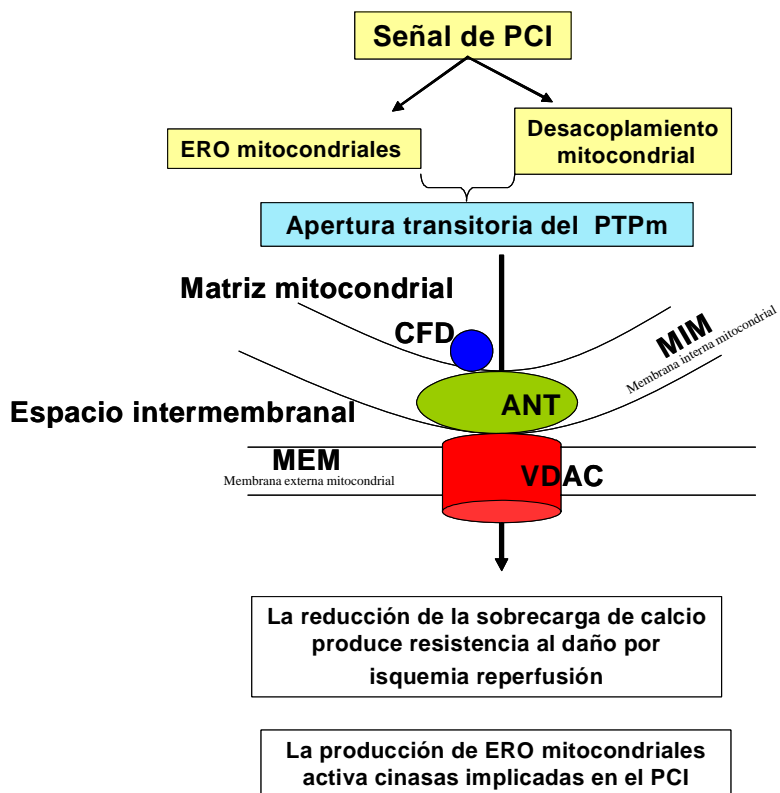 Señal de PCI
ERO mitocondriales
Desacoplamiento
mitocondrial
Apertura transitoria del PTPm
Matriz mitocondrial
CFD
MIM
Membrana interna mitocondrial
ANT
Espacio intermembranal
MEM
Membrana externa mitocondrial
VDAC
La reducción de la sobrecarga de calcio
produce resistencia al daño por
isquemia reperfusión
La producción de ERO mitocondriales
activa cinasas implicadas en el PCI